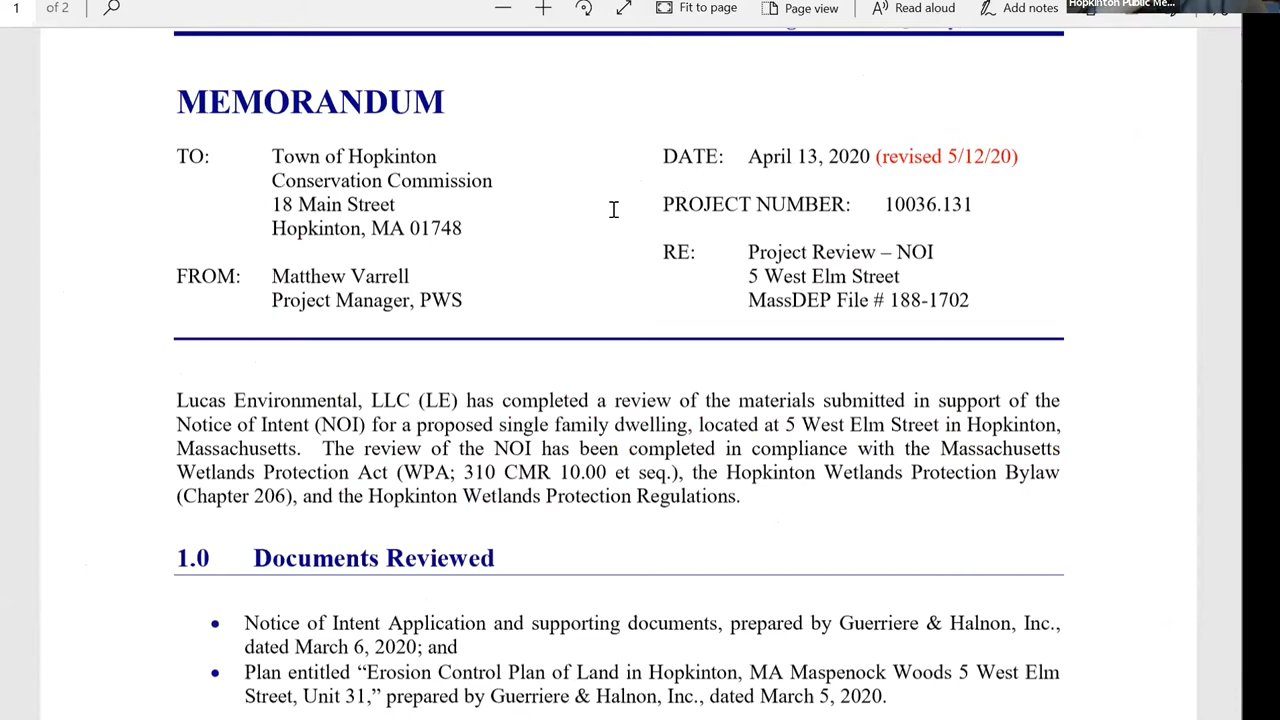 1 of 2
Fit to page
Page view
Read aloud
Add notes
Hopkinton Public Me...
MEMORANDUM
TO: Town of Hopkinton
Conservation Commission
18 Main Street
Hopkinton, MA 01748
FROM: Matthew Varrell
Project Manager, PWS
DATE: April 13, 2020 (revised 5/12/20)
PROJECT NUMBER: 10036.131
RE: Project Review – NOI
5 West Elm Street
MassDEP File # 188-1702
Lucas Environmental, LLC (LE) has completed a review of the materials submitted in support of the
Notice of Intent (NOI) for a proposed single family dwelling, located at 5 West Elm Street in Hopkinton,
Massachusetts. The review of the NOI has been completed in compliance with the Massachusetts
Wetlands Protection Act (WPA; 310 CMR 10.00 et seq.), the Hopkinton Wetlands Protection Bylaw
(Chapter 206), and the Hopkinton Wetlands Protection Regulations.
1.0 Documents Reviewed
• Notice of Intent Application and supporting documents, prepared by Guerriere & Halnon, Inc.,
dated March 6, 2020; and
• Plan entitled “Erosion Control Plan of Land in Hopkinton, MA Maspenock Woods 5 West Elm
Street, Unit 31,” prepared by Guerriere & Halnon, Inc., dated March 5, 2020.